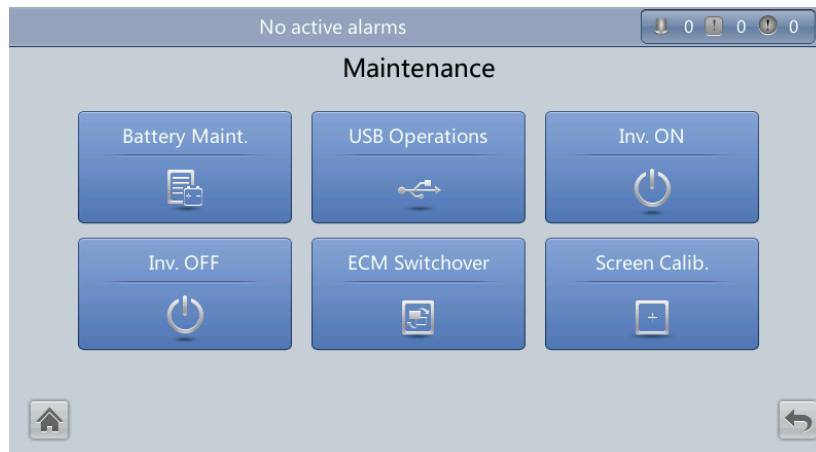 No active alarms 0 0 0
Maintenance
Battery Maint. USB Operations Inv. ON
Inv. OFF ECM Switchover Screen Calib.